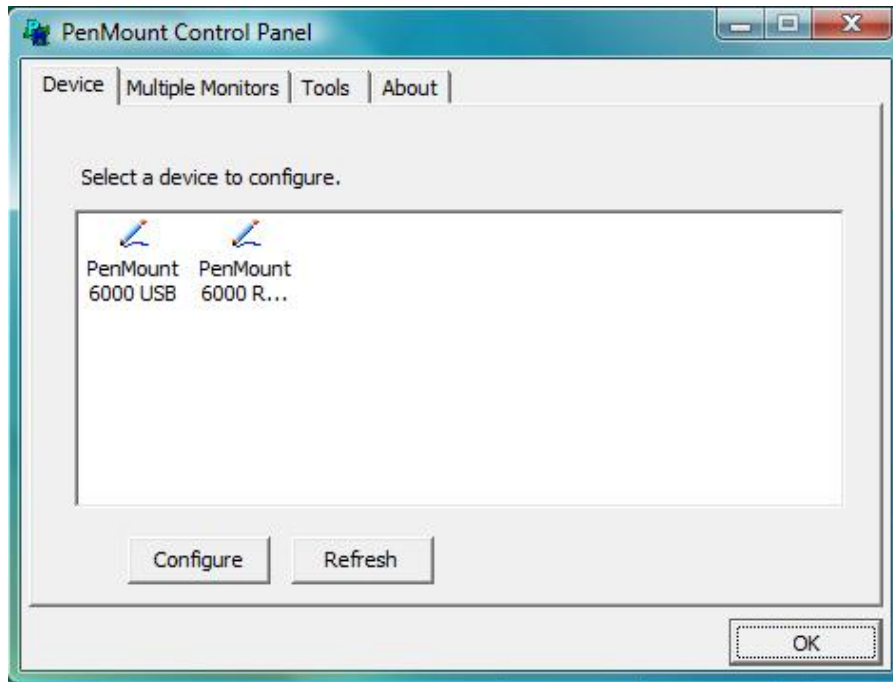 PenMount Control Panel
Device Multiple Monitors Tools About
Select a device to configure.
PenMount
6000 USB
PenMount
6000 R...
Configure Refresh
OK